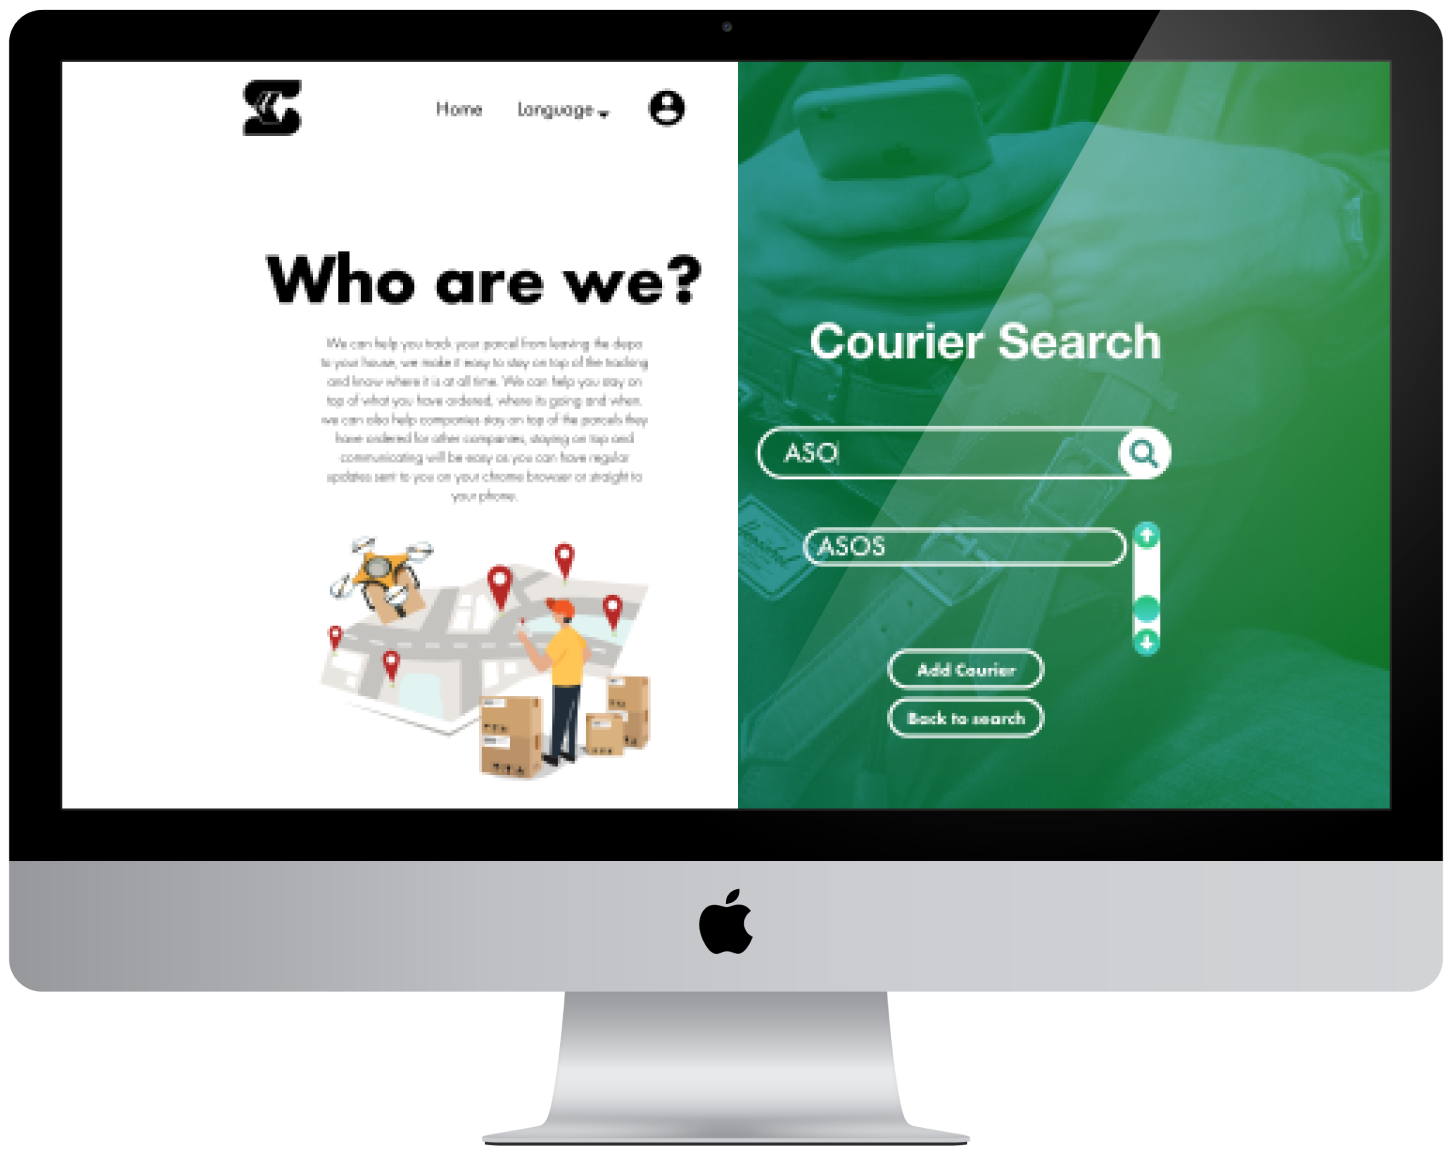 Home Language
Who are we?
We can help you track your parcel from leaving the depo
to your house, we make it easy to stay on top of the tracking
and know where it is at all time. We can help you stay on
top of what you have ordered, where its going and when.
we can also help companies stay on top of the parcels they
have ordered for other companies, staying on top and
communicating will be easy as you can have regular
updates sent to you on your chrome browser or straight to
your phone.
Courier Search
ASO
ASOS
Add Courier
Back to search
Herschel